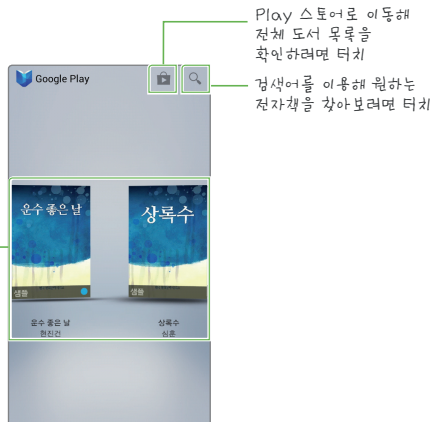 Play 스토어로 이동해
전체 도서 목록을
확인하려면 터치
Google Play
검색어를 이용해 원하는
전자책을 찾아보려면 터치
운수 좋은 날
상록수
샘플
샘플
운수 좋은 날
현진건
상록수
심훈